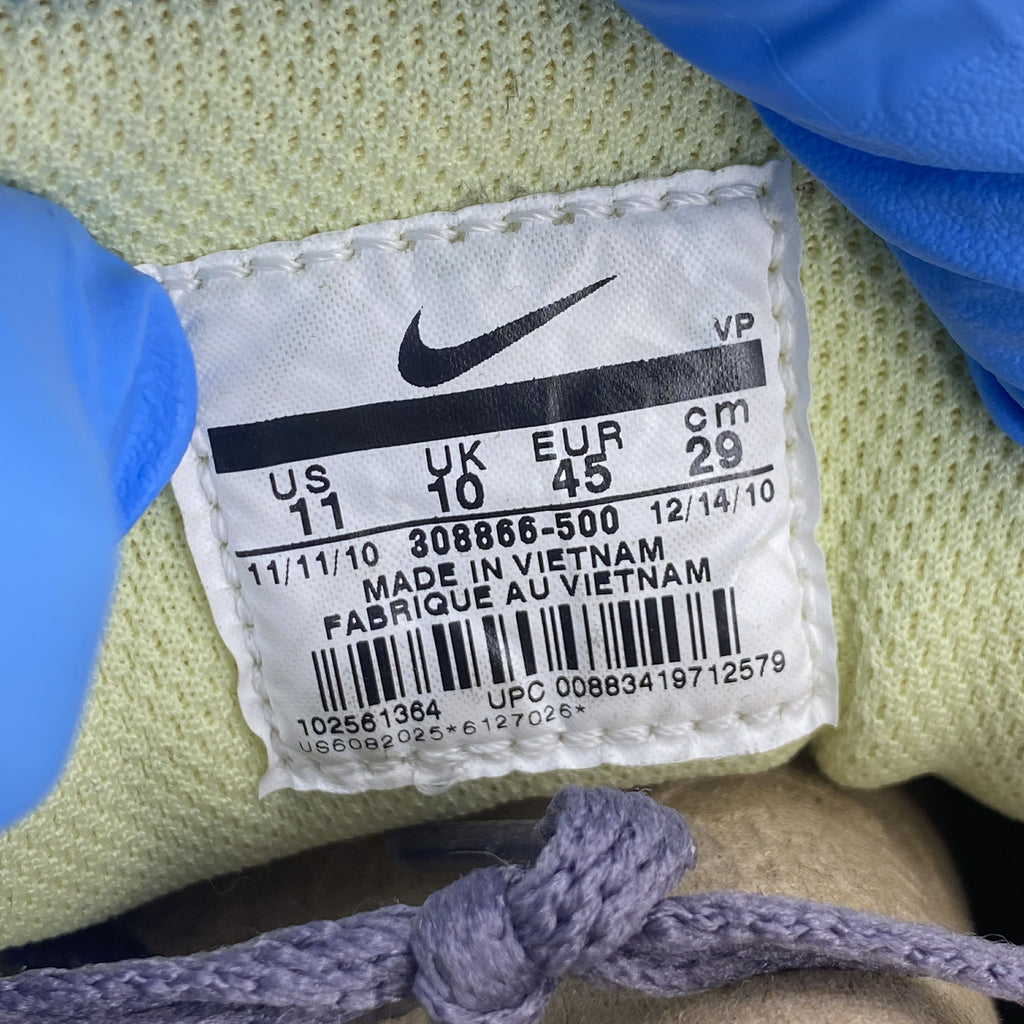 VP
US UK EUR cm
11 10 45 29
11/11/10 308866-500 12/14/10
MADE IN VIETNAM
FABRIQUE AU VIETNAM
102561364 UPC 00883419712579
US6082025*6127026*